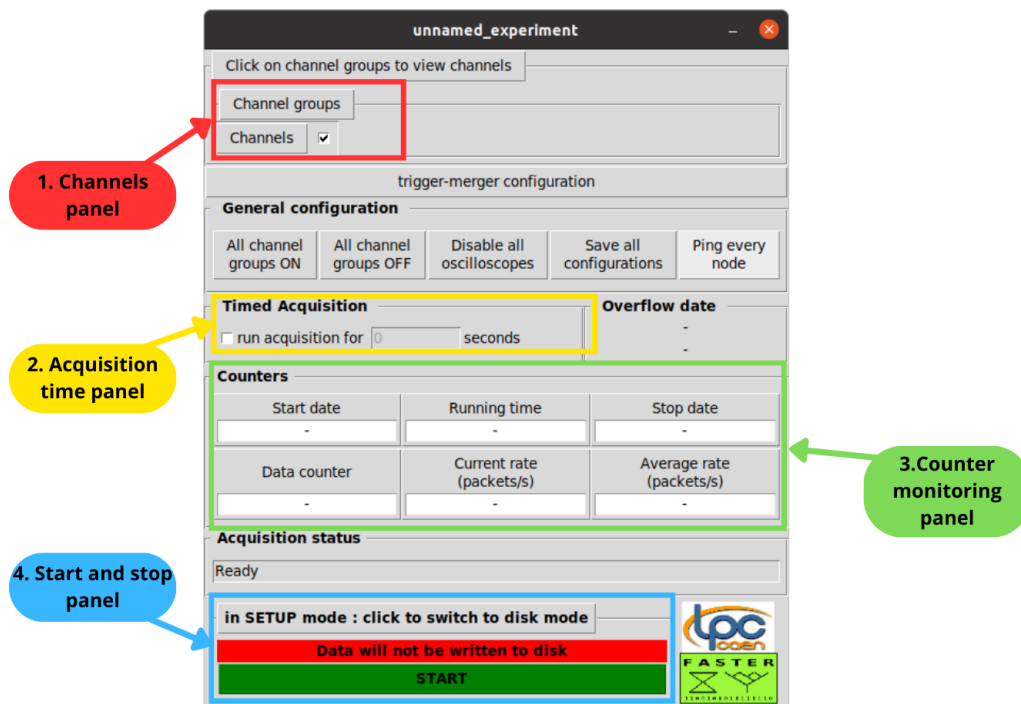 unnamed_experiment
Click on channel groups to view channels
Channel groups
Channels
1. Channels
panel
trigger-merger configuration
General configuration
All channel
groups ON
All channel
groups OFF
Disable all
oscilloscopes
Save all
configurations
Ping every
node
Timed Acquisition
run acquisition for 0 seconds
Overflow date
-
-
2. Acquisition
time panel
Counters
Start date
Running time
Stop date
-
-
-
Data counter
Current rate
(packets/s)
Average rate
(packets/s)
-
-
-
3.Counter
monitoring
panel
Acquisition status
Ready
4. Start and stop
panel
in SETUP mode : click to switch to disk mode
Data will not be written to disk
START
LPC
caen
FASTER